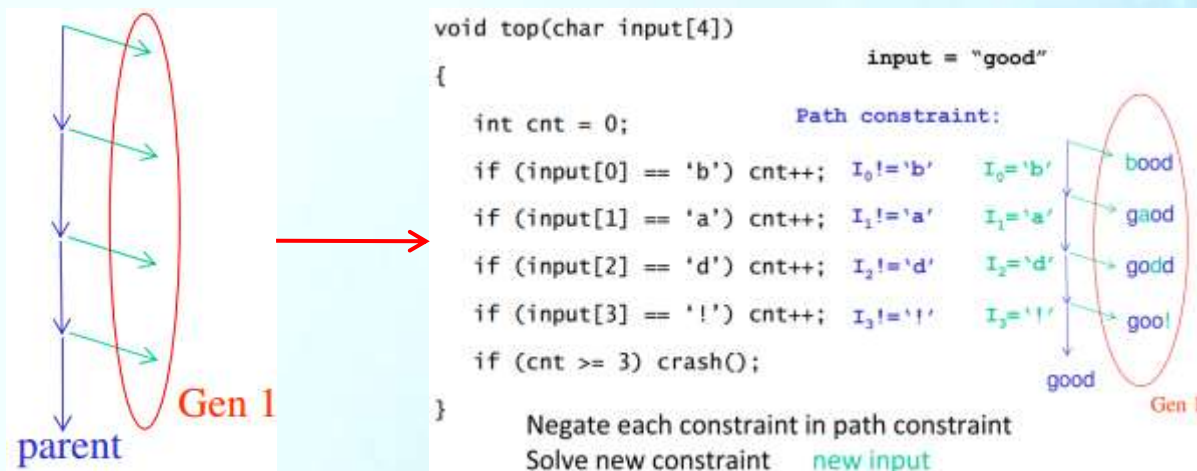 Gen 1
parent
void top(char input[4])
input = "good"
{
int cnt = 0;
Path constraint:
if (input[0] == ‘b’) cnt++; I₀!=‘b’ I₀=‘b’ bood
if (input[1] == ‘a’) cnt++; I₁!=‘a’ I₁=‘a’ gaod
if (input[2] == ‘d’) cnt++; I₂!=‘d’ I₂=‘d’ godd
if (input[3] == ‘!’) cnt++; I₃!=‘!’ I₃=‘!’ goo!
if (cnt >= 3) crash();
good
Gen 1
}
Negate each constraint in path constraint
Solve new constraint new input